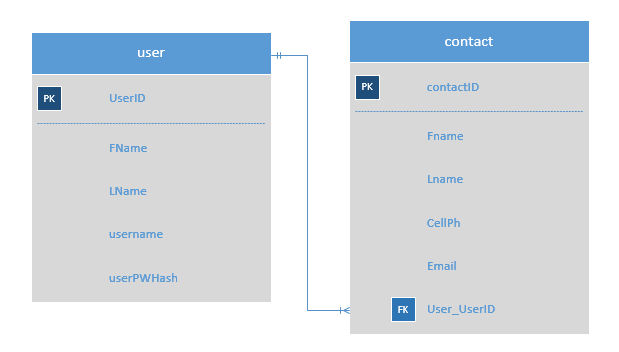 user
PK UserID
FName
LName
username
userPWHash
contact
PK contactID
Fname
Lname
CellPh
Email
FK User_UserID